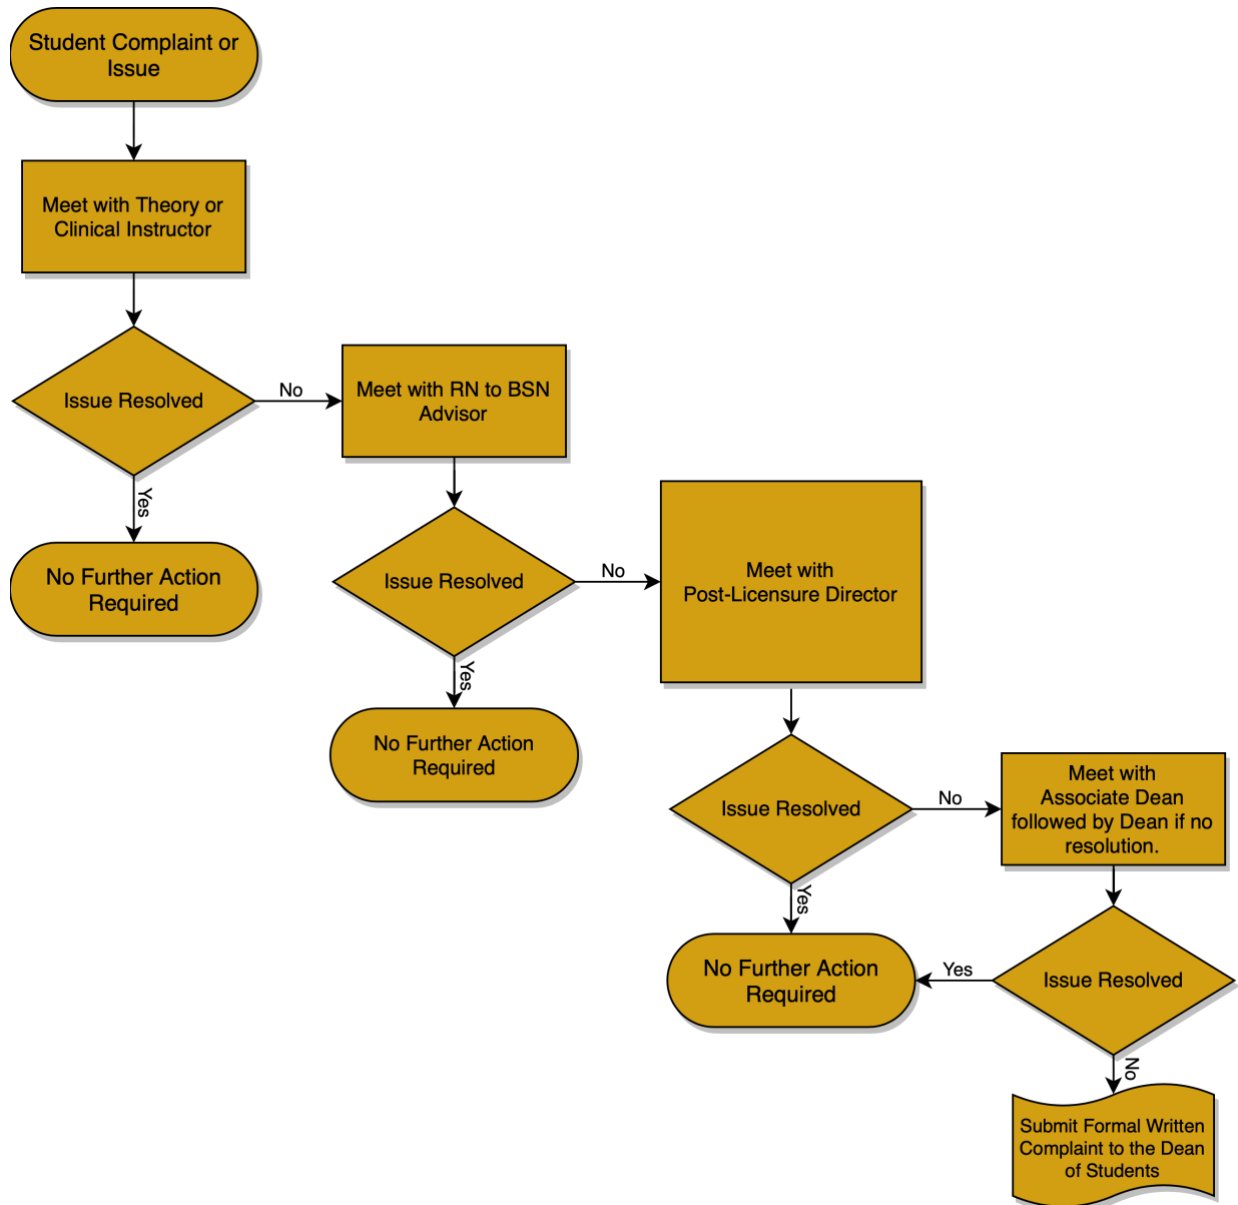 Student Complaint or
Issue
Meet with Theory or
Clinical Instructor
Issue Resolved
No
Meet with RN to BSN
Advisor
Yes
No Further Action
Required
Issue Resolved
No
Meet with
Post-Licensure Director
Yes
No Further Action
Required
Issue Resolved
No
Meet with
Associate Dean
followed by Dean if no
resolution.
Yes
No Further Action
Required
Yes
Issue Resolved
No
Submit Formal Written
Complaint to the Dean
of Students